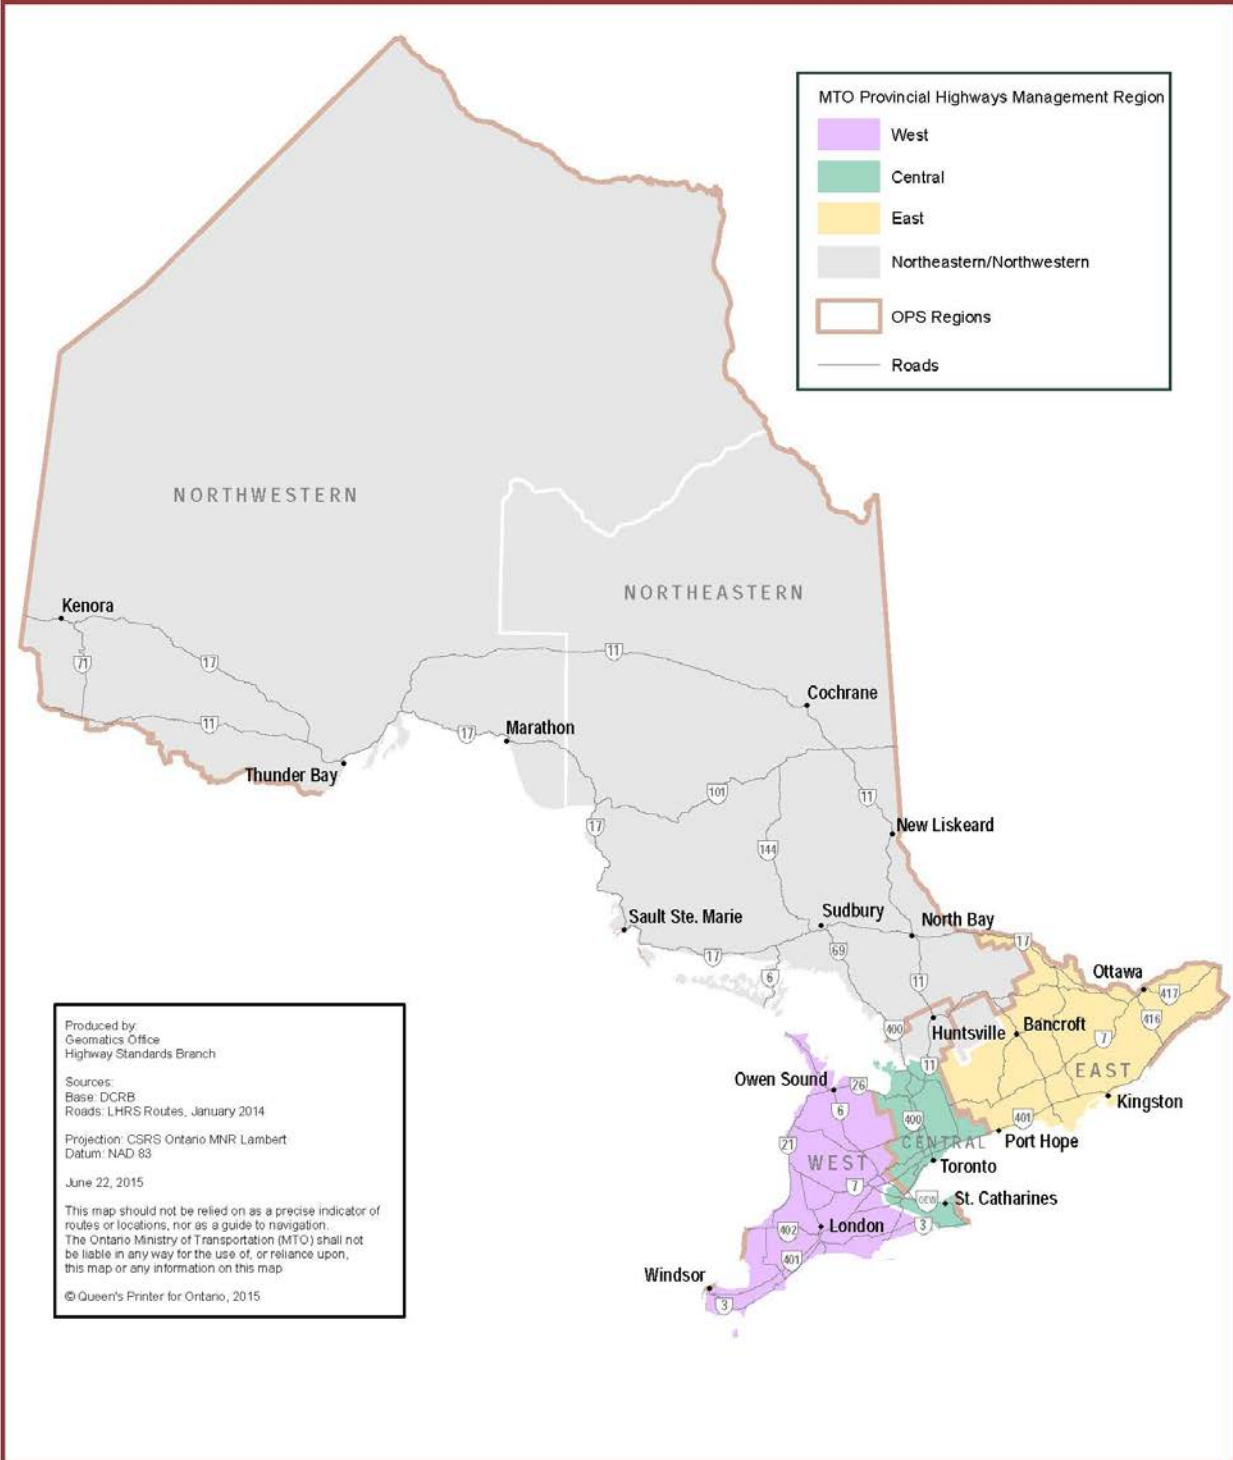 MTO Provincial Highways Management Region
West
Central
East
Northeastern/Northwestern
OPS Regions
Roads
NORTHWESTERN
NORTHEASTERN
Kenora
71
17
11
11
Cochrane
Marathon
17
Thunder Bay
101
11
17
New Liskeard
144
Sault Ste. Marie
Sudbury
North Bay
17
69
17
6
11
Ottawa
417
416
400
Huntsville
Bancroft
7
11
EAST
Owen Sound
26
Kingston
6
400
401
21
CENTRAL
Port Hope
WEST
Toronto
7
QEW
St. Catharines
402
London
3
401
Windsor
3
Produced by:
Geomatics Office
Highway Standards Branch
Sources:
Base: DCRB
Roads: LHRS Routes, January 2014
Projection: CSRS Ontario MNR Lambert
Datum: NAD 83
June 22, 2015
This map should not be relied on as a precise indicator of
routes or locations, nor as a guide to navigation.
The Ontario Ministry of Transportation (MTO) shall not
be liable in any way for the use of, or reliance upon,
this map or any information on this map
© Queen's Printer for Ontario, 2015